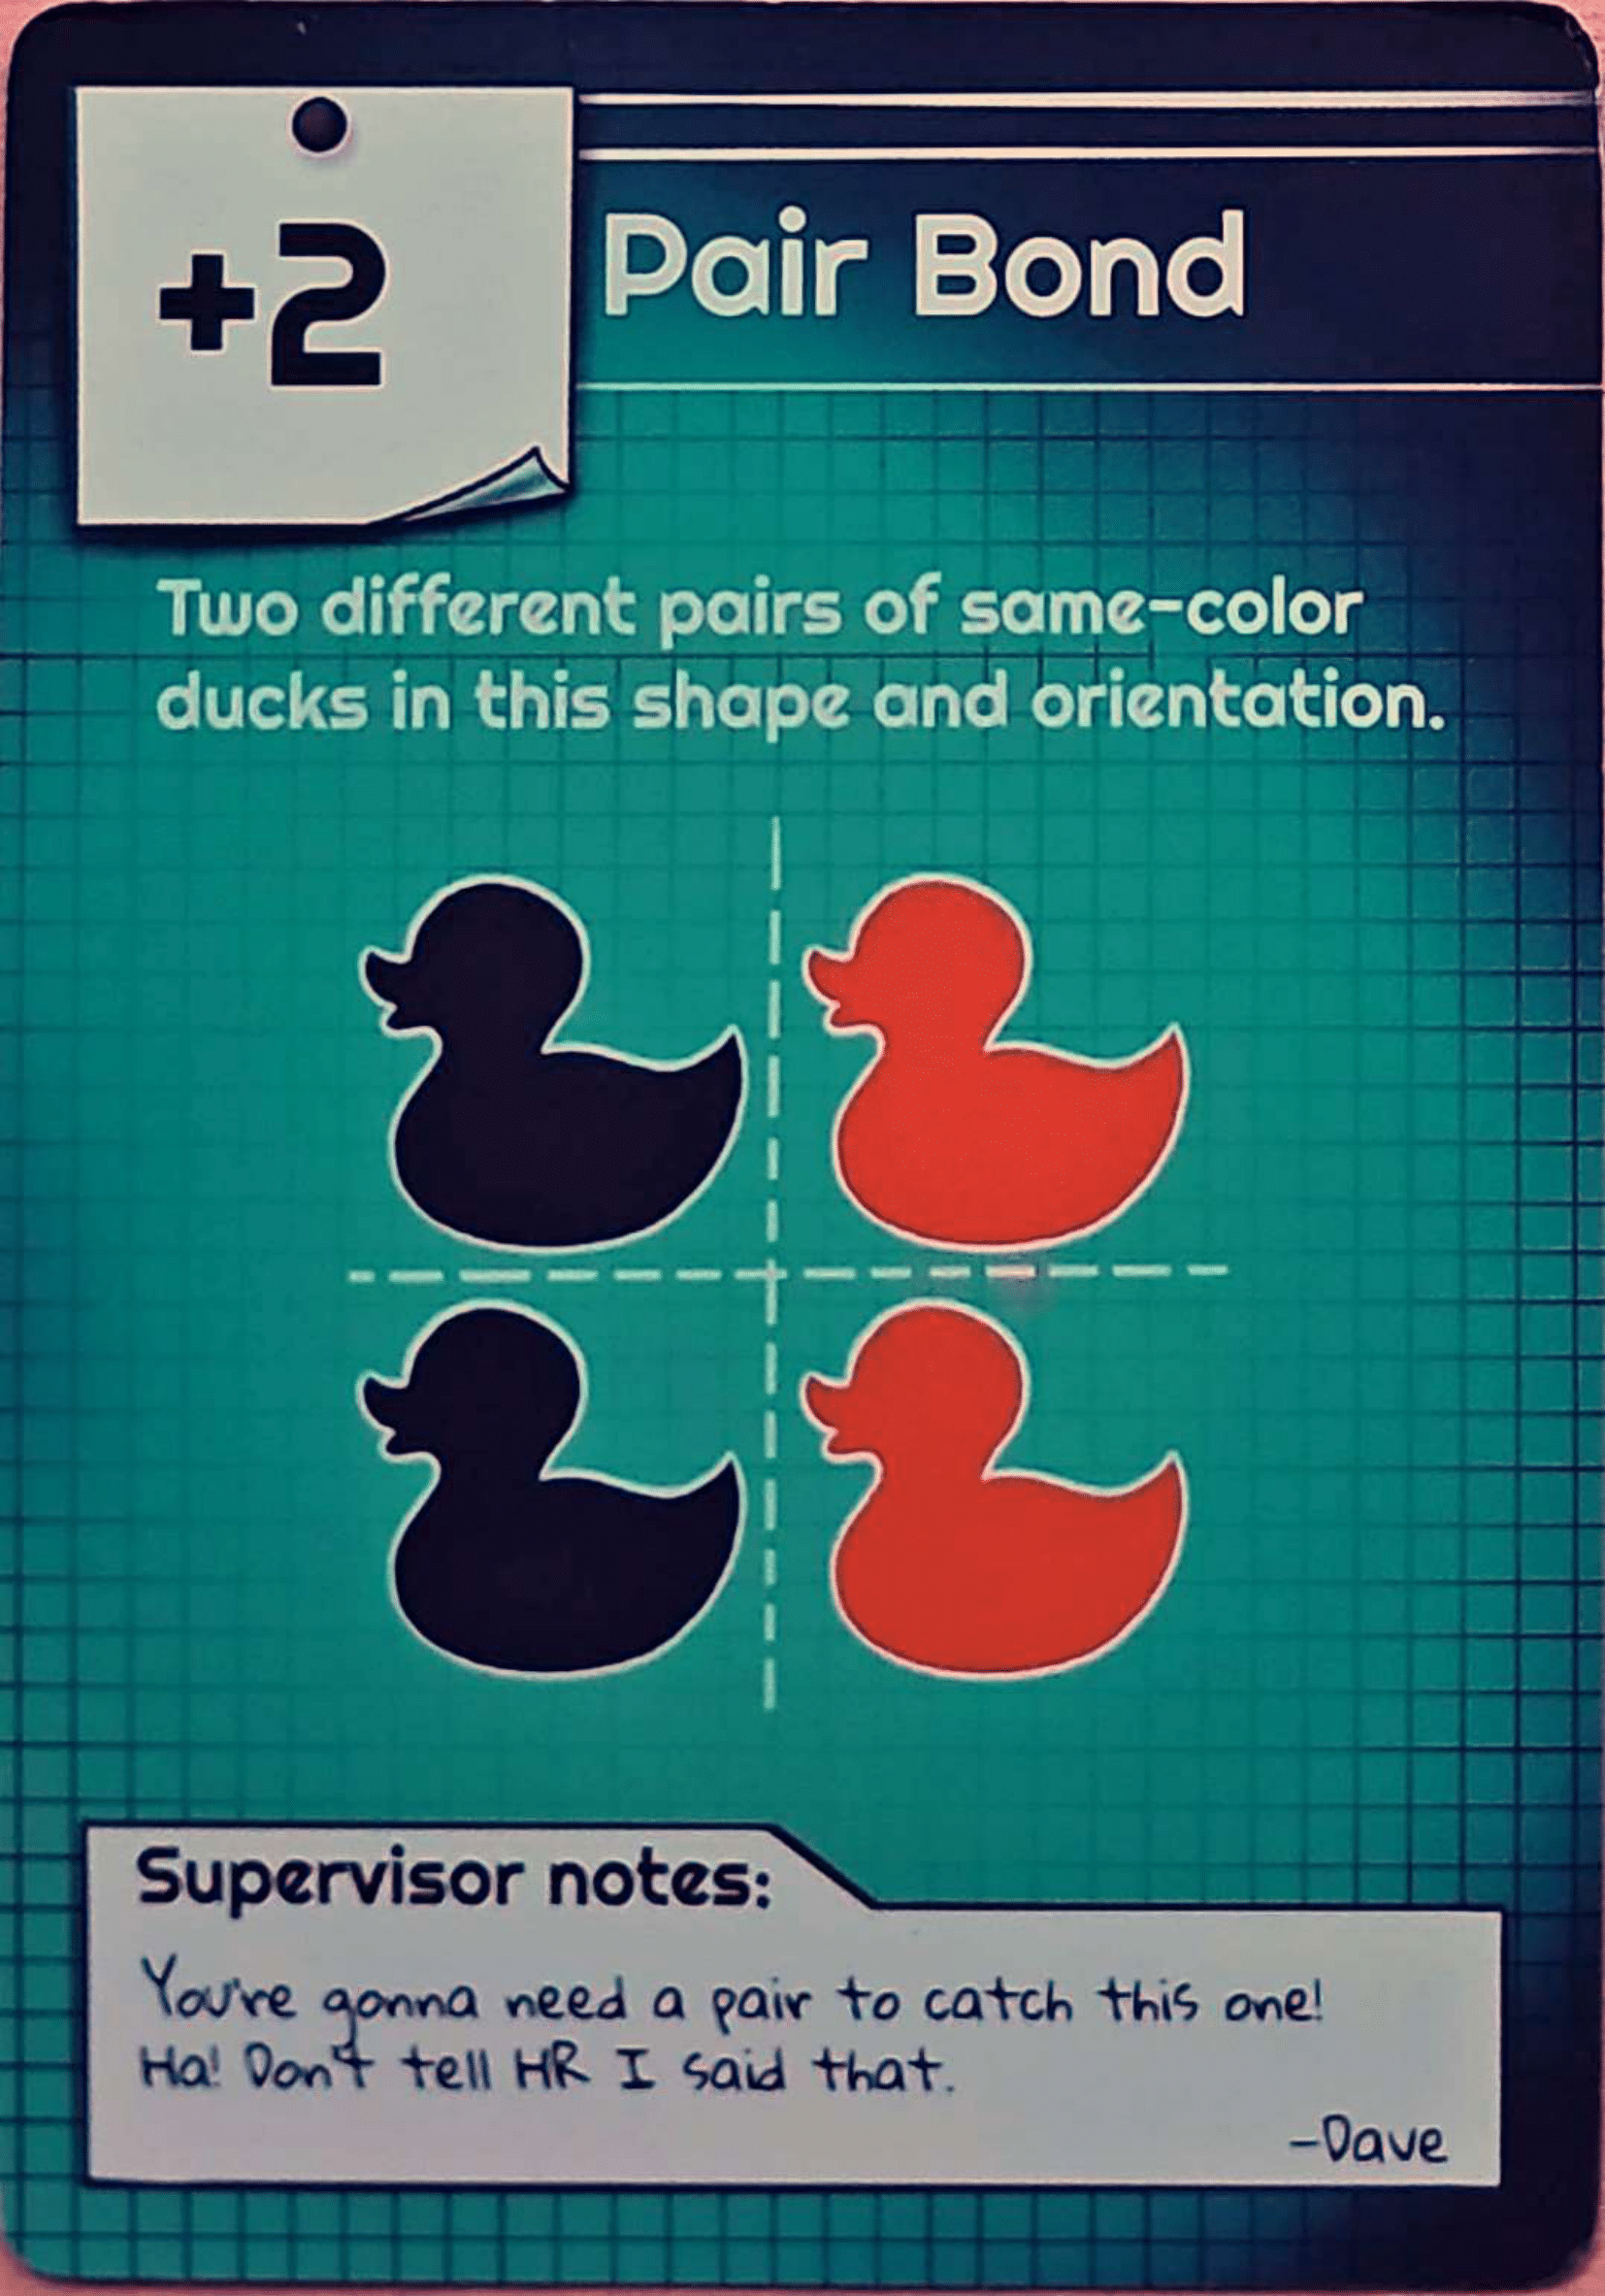 +2
Pair Bond
Two different pairs of same-color
ducks in this shape and orientation.
Supervisor notes:
You're gonna need a pair to catch this one!
Ha! Don't tell HR I said that.
-Dave